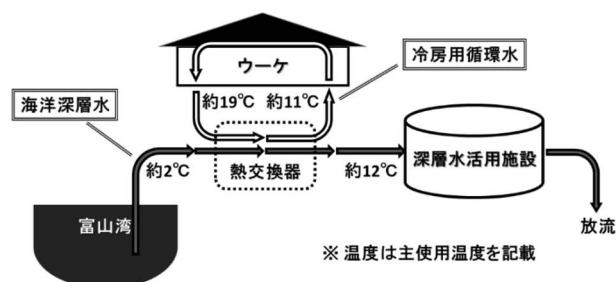 ウーケ
冷房用循環水
海洋深層水
約19℃
約11℃
約2℃
熱交換器
約12℃
深層水活用施設
富山湾
放流
※ 温度は主使用温度を記載